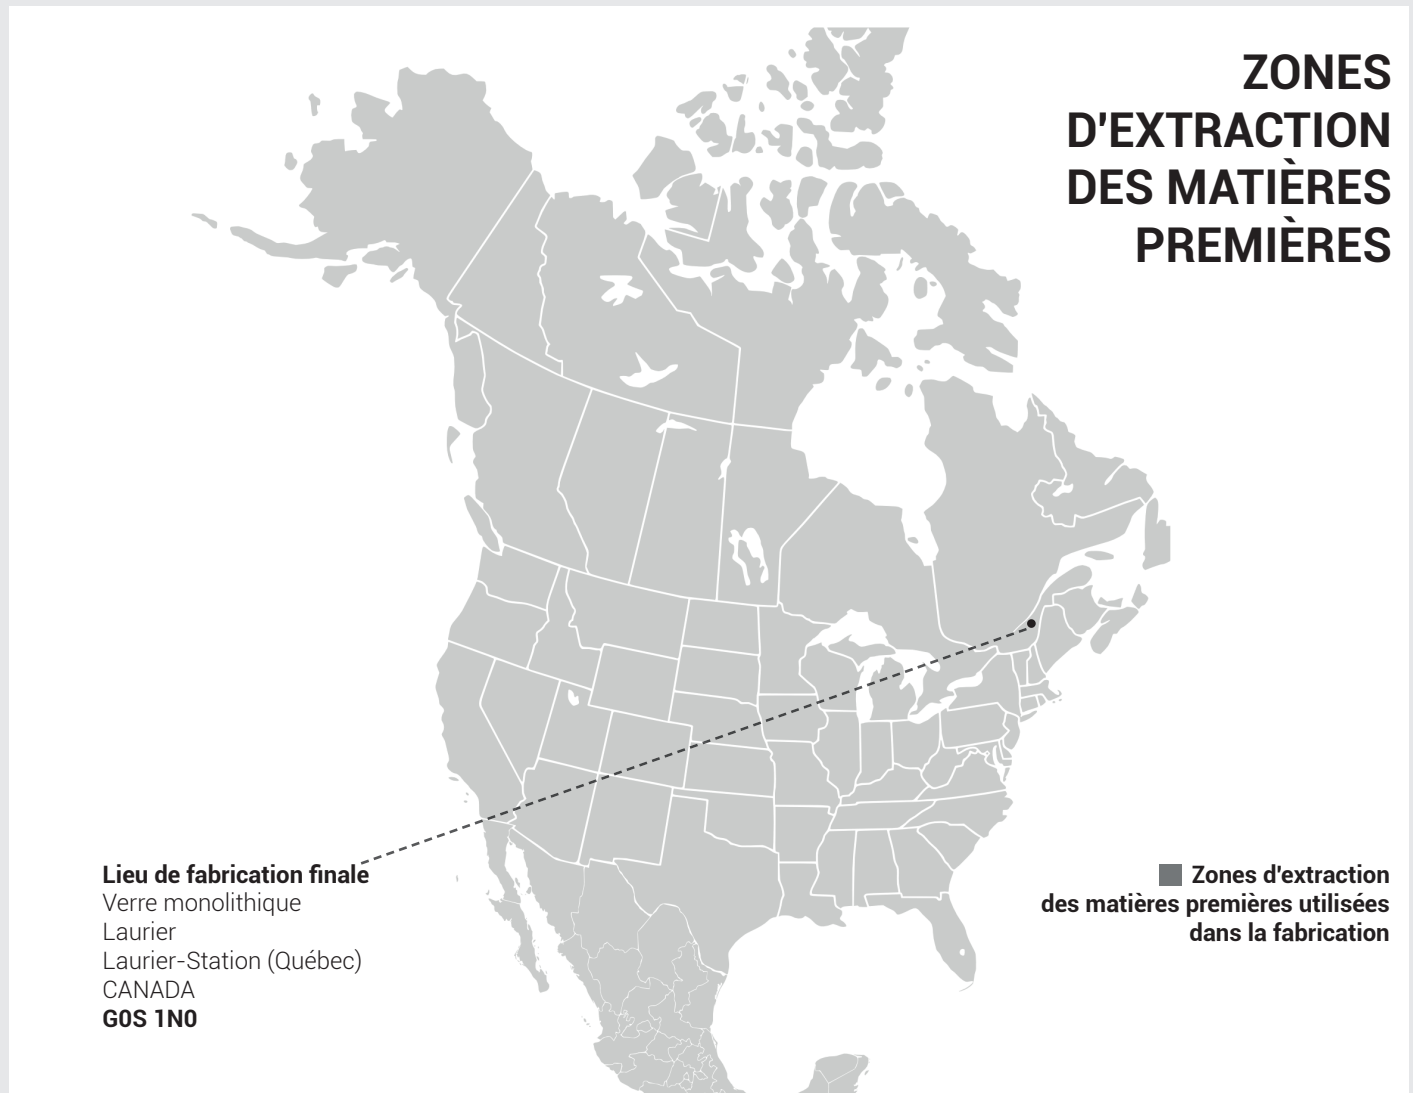 ZONES
D'EXTRACTION
DES MATIÈRES
PREMIÈRES
Lieu de fabrication finale
Verre monolithique
Laurier
Laurier-Station (Québec)
CANADA
G0S 1N0
Zones d'extraction
des matières premières utilisées
dans la fabrication